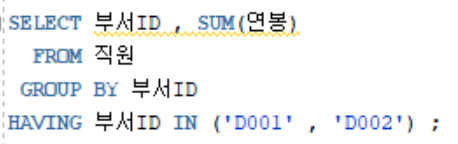 SELECT 부서ID , SUM(연봉)
FROM 직원
GROUP BY 부서ID
HAVING 부서ID IN ('D001' , 'D002') ;